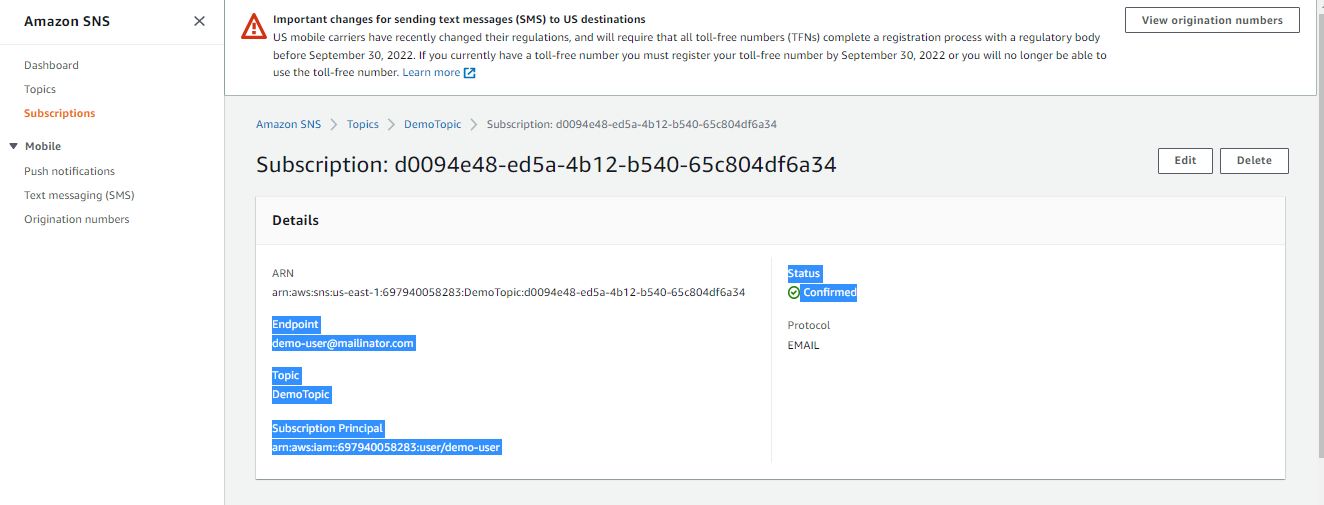 Amazon SNS
Dashboard
Topics
Subscriptions
Mobile
Push notifications
Text messaging (SMS)
Origination numbers
Important changes for sending text messages (SMS) to US destinations
US mobile carriers have recently changed their regulations, and will require that all toll-free numbers (TFNs) complete a registration process with a regulatory body
before September 30, 2022. If you currently have a toll-free number you must register your toll-free number by September 30, 2022 or you will no longer be able to
use the toll-free number. Learn more
View origination numbers
Amazon SNS > Topics > DemoTopic > Subscription: d0094e48-ed5a-4b12-b540-65c804df6a34
Subscription: d0094e48-ed5a-4b12-b540-65c804df6a34
Edit
Delete
Details
ARN
arn:aws:sns:us-east-1:697940058283:DemoTopic:d0094e48-ed5a-4b12-b540-65c804df6a34
Endpoint
demo-user@mailinator.com
Topic
DemoTopic
Subscription Principal
arn:aws:iam::697940058283:user/demo-user
Status
Confirmed
Protocol
EMAIL